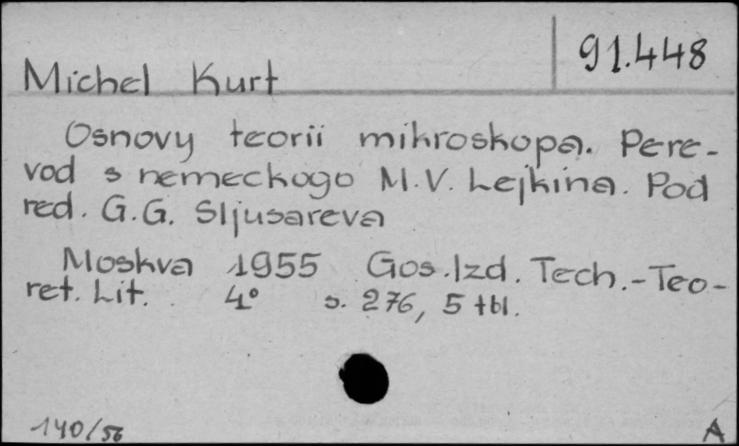 91.448
Michel Kurt
Osnovy teorii mikroskopa. Pere-
vod s nemeckogo M.V. Lejkina. Pod
red. G.G. Sljusareva
Moskva 1955 Gos.Izd. Tech.-Teo-
ret. Lit. 4° s. 276, 5 tbl.
140/56
A